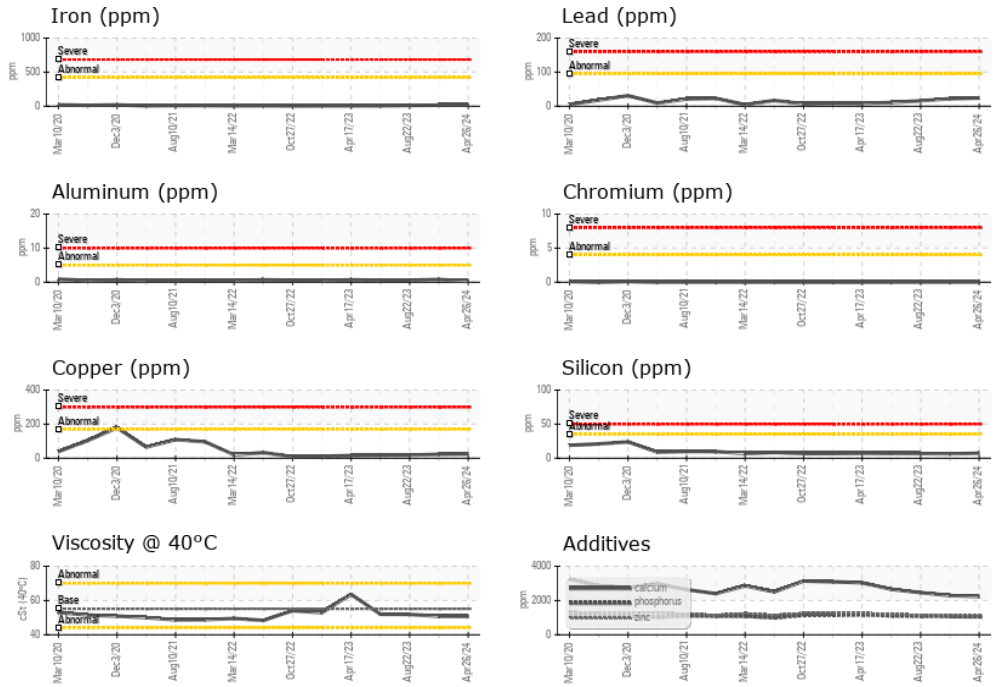 Iron (ppm)
1000
500
0
ppm
Severe
Abnormal
Mar10/20
Dec3/20
Aug10/21
Mar14/22
Oct27/22
Apr17/23
Aug22/23
Apr26/24
Lead (ppm)
200
100
0
ppm
Severe
Abnormal
Mar10/20
Dec3/20
Aug10/21
Mar14/22
Oct27/22
Apr17/23
Aug22/23
Apr26/24
Aluminum (ppm)
20
10
0
ppm
Severe
Abnormal
Mar10/20
Dec3/20
Aug10/21
Mar14/22
Oct27/22
Apr17/23
Aug22/23
Apr26/24
Chromium (ppm)
10
5
0
ppm
Severe
Abnormal
Mar10/20
Dec3/20
Aug10/21
Mar14/22
Oct27/22
Apr17/23
Aug22/23
Apr26/24
Copper (ppm)
400
200
0
ppm
Severe
Abnormal
Mar10/20
Dec3/20
Aug10/21
Mar14/22
Oct27/22
Apr17/23
Aug22/23
Apr26/24
Silicon (ppm)
100
50
0
ppm
Severe
Abnormal
Mar10/20
Dec3/20
Aug10/21
Mar14/22
Oct27/22
Apr17/23
Aug22/23
Apr26/24
Viscosity @ 40°C
80
60
40
cSt (40°C)
Abnormal
Base
Abnormal
Mar10/20
Dec3/20
Aug10/21
Mar14/22
Oct27/22
Apr17/23
Aug22/23
Apr26/24
Additives
4000
2000
0
ppm
calcium
phosphorus
zinc
Mar10/20
Dec3/20
Aug10/21
Mar14/22
Oct27/22
Apr17/23
Aug22/23
Apr26/24